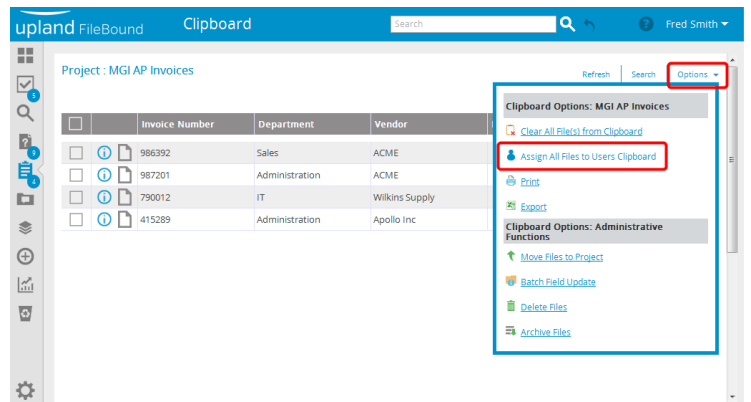 upland FileBound Clipboard Search ? Fred Smith
Project : MGI AP Invoices
Refresh Search Options
Invoice Number Department Vendor
986392 Sales ACME
987201 Administration ACME
790012 IT Wilkins Supply
415289 Administration Apollo Inc
Clipboard Options: MGI AP Invoices
Clear All File(s) from Clipboard
Assign All Files to Users Clipboard
Print
Export
Clipboard Options: Administrative
Functions
Move Files to Project
Batch Field Update
Delete Files
Archive Files
5
?
9
4